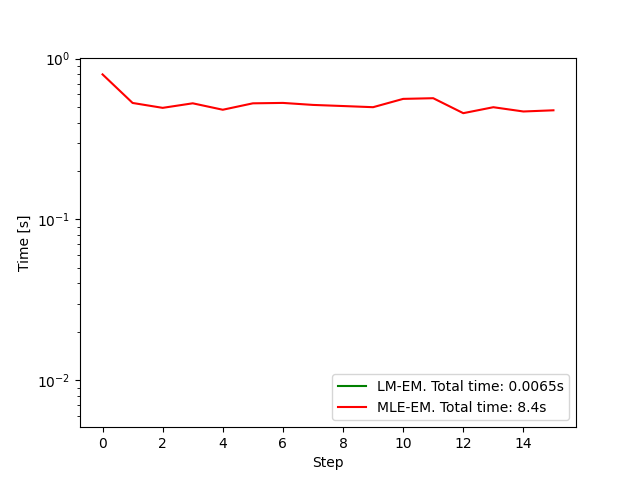 10⁰
10⁻¹
10⁻²
Time [s]
LM-EM. Total time: 0.0065s
MLE-EM. Total time: 8.4s
0 2 4 6 8 10 12 14
Step